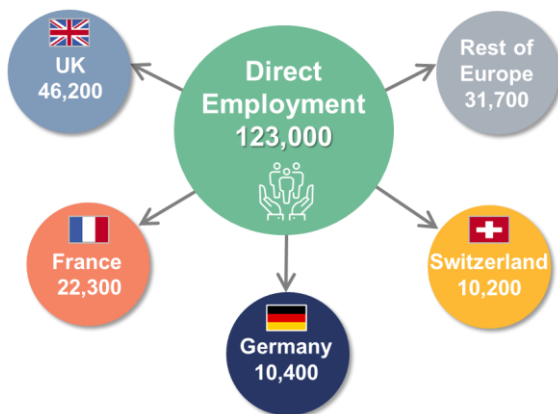 UK
46,200
Direct
Employment
123,000
Rest of
Europe
31,700
France
22,300
Germany
10,400
Switzerland
10,200